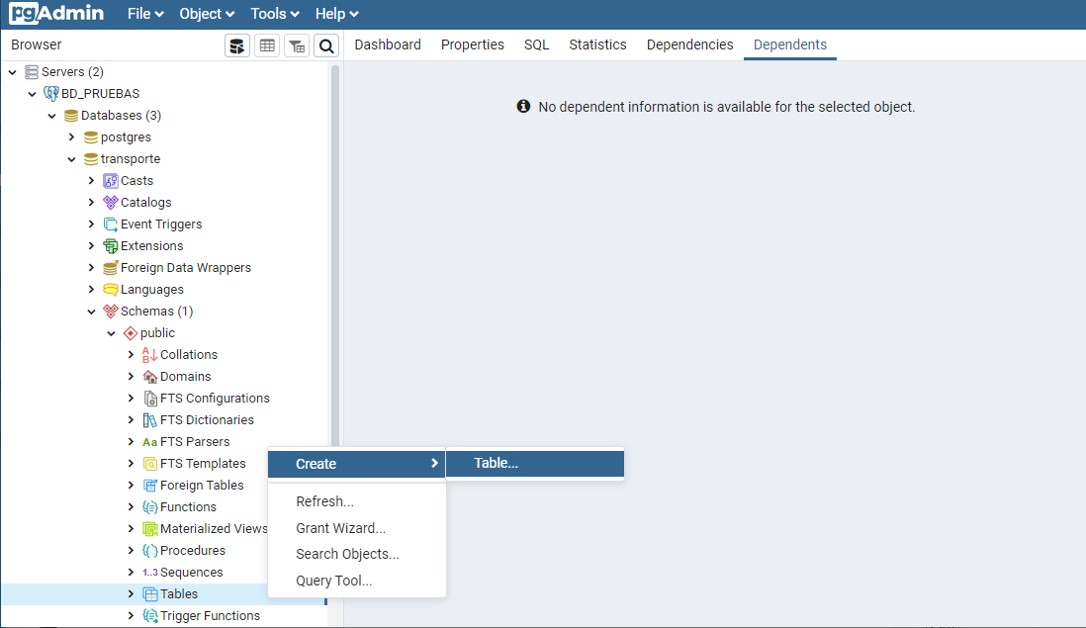 pgAdmin File Object Tools Help
Browser
Dashboard Properties SQL Statistics Dependencies Dependents
Servers (2)
BD_PRUEBAS
Databases (3)
postgres
transporte
Casts
Catalogs
Event Triggers
Extensions
Foreign Data Wrappers
Languages
Schemas (1)
public
Collations
Domains
FTS Configurations
FTS Dictionaries
Aa FTS Parsers
FTS Templates
Foreign Tables
Functions
Materialized Views
Procedures
1..3 Sequences
Tables
Trigger Functions
Create
Table...
Refresh...
Grant Wizard...
Search Objects...
Query Tool...
No dependent information is available for the selected object.